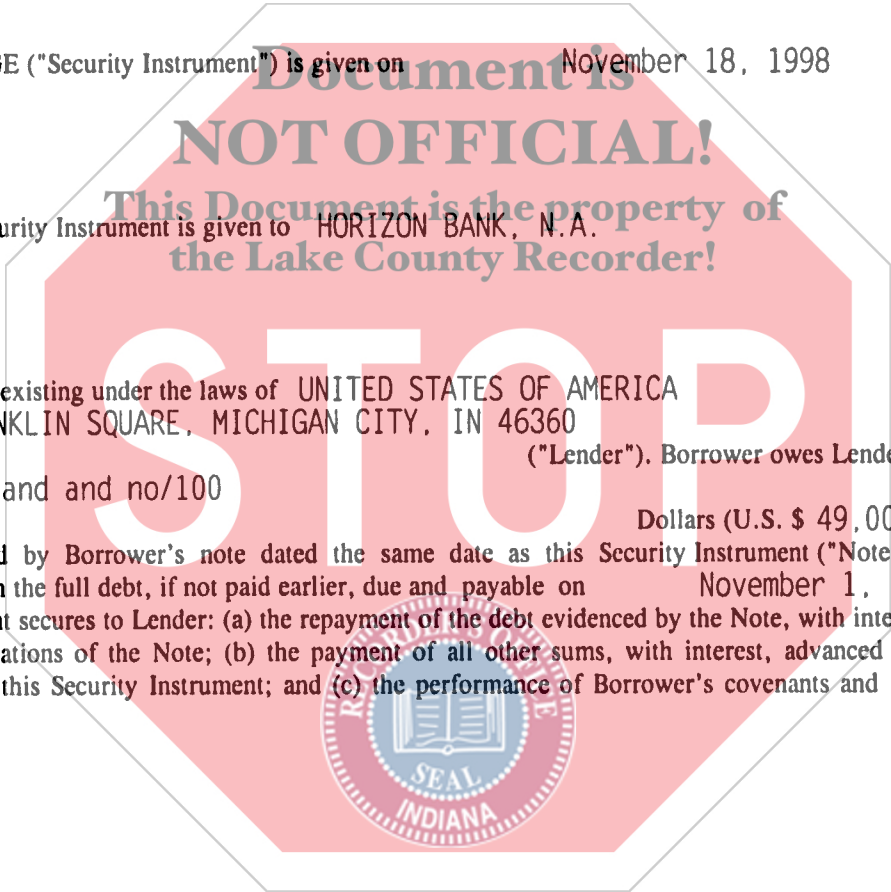 GE ("Security Instrument") is given on November 18, 1998
Document is
NOT OFFICIAL!
This Document is the property of
urity Instrument is given to HORIZON BANK, N.A.
the Lake County Recorder!
STOP
existing under the laws of UNITED STATES OF AMERICA
NKLIN SQUARE, MICHIGAN CITY, IN 46360
("Lender"). Borrower owes Lende
and and no/100
Dollars (U.S. $ 49,00
d by Borrower's note dated the same date as this Security Instrument ("Note
the full debt, if not paid earlier, due and payable on November 1,
t secures to Lender: (a) the repayment of the debt evidenced by the Note, with inte
ations of the Note; (b) the payment of all other sums, with interest, advanced
this Security Instrument; and (c) the performance of Borrower's covenants and
RECORDER'S OFFICE
SEAL
INDIANA